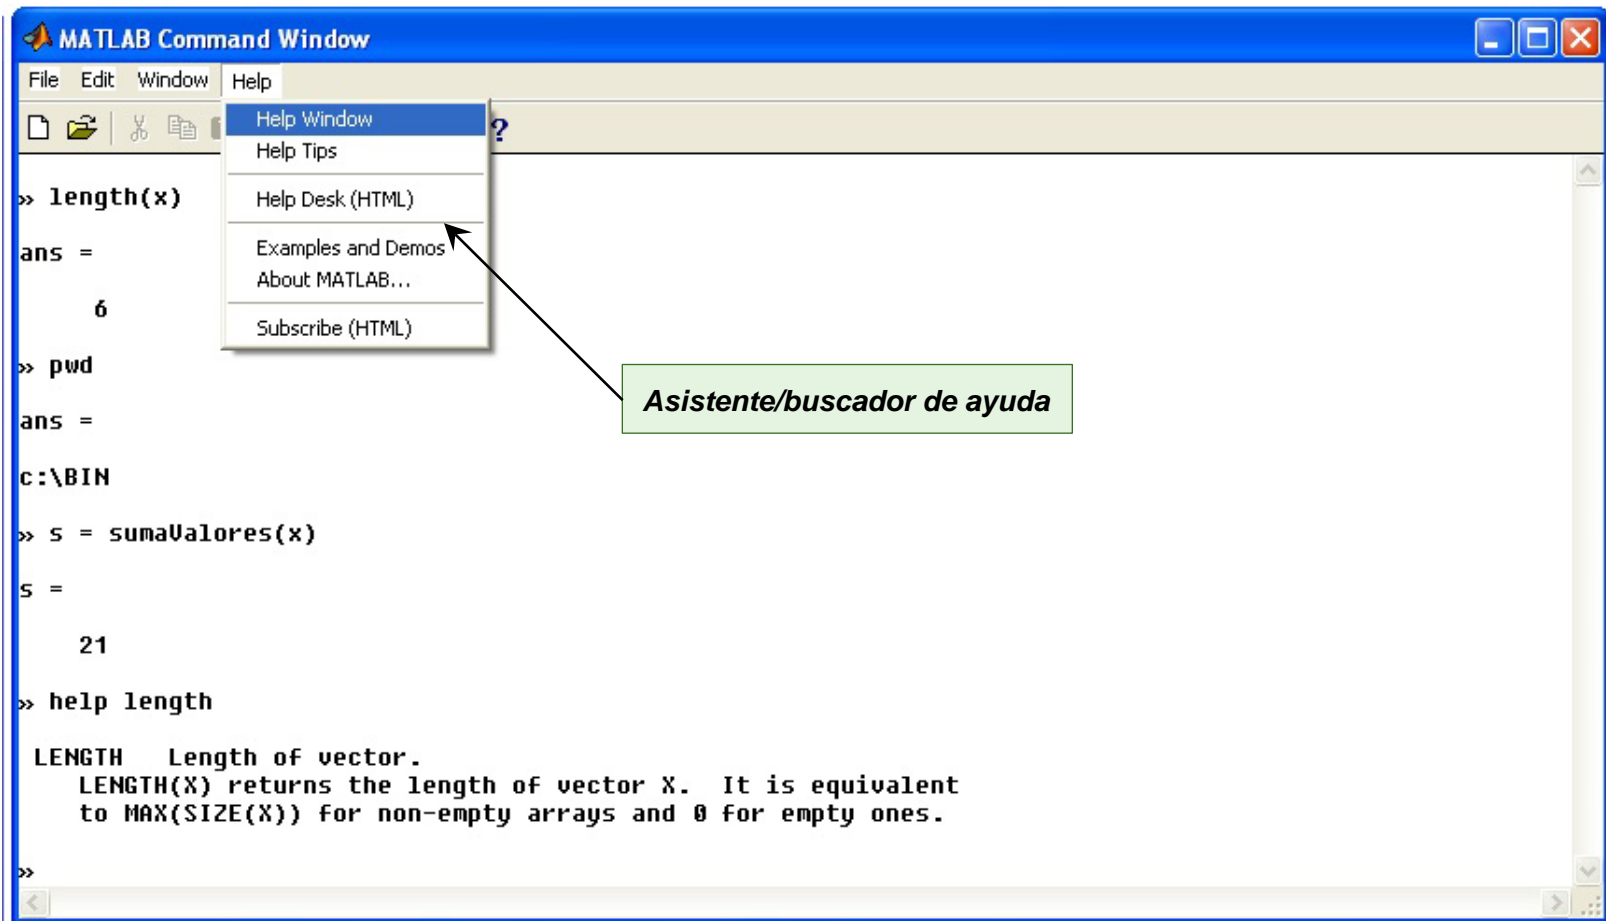 MATLAB Command Window
File Edit Window Help
Help Window
Help Tips
Help Desk (HTML)
Examples and Demos
About MATLAB...
Subscribe (HTML)
?
» length(x)
ans =
6
» pwd
ans =
c:\BIN
» s = sumaValores(x)
s =
21
» help length
LENGTH Length of vector.
LENGTH(X) returns the length of vector X. It is equivalent
to MAX(SIZE(X)) for non-empty arrays and 0 for empty ones.
»
Asistente/buscador de ayuda